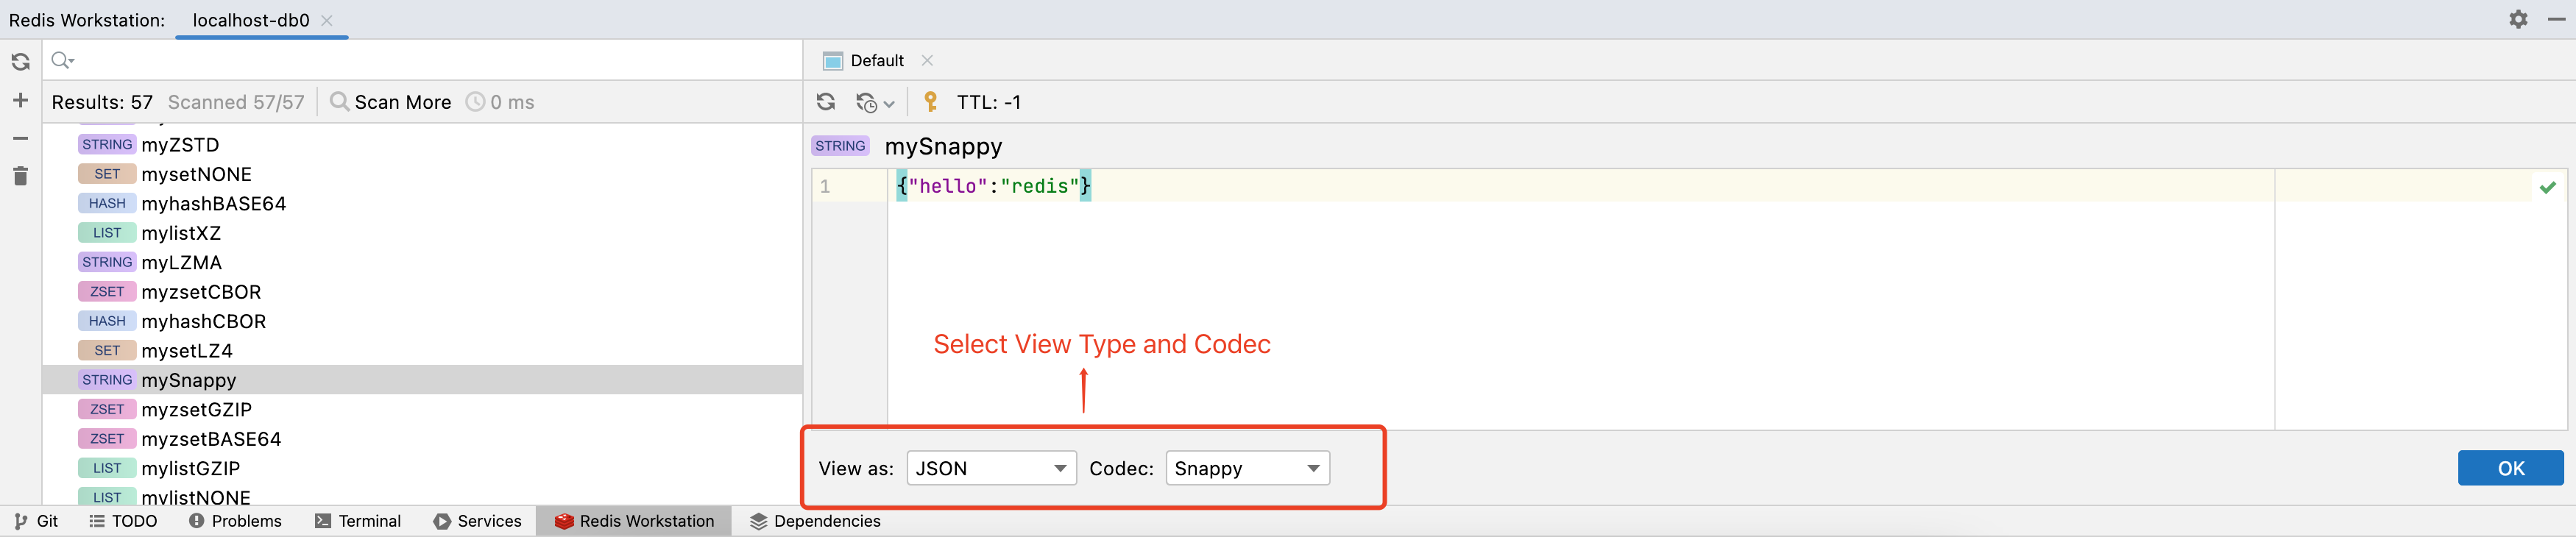 Redis Workstation: localhost-db0
Default
Results: 57 Scanned 57/57 Scan More 0 ms
TTL: -1
STRING myZSTD
SET mysetNONE
HASH myhashBASE64
LIST mylistXZ
STRING myLZMA
ZSET myzsetCBOR
HASH myhashCBOR
SET mysetLZ4
STRING mySnappy
ZSET myzsetGZIP
ZSET myzsetBASE64
LIST mylistGZIP
LIST mylistNONE
STRING mySnappy
1 {"hello":"redis"}
Select View Type and Codec
View as: JSON Codec: Snappy
OK
Git TODO Problems Terminal Services Redis Workstation Dependencies